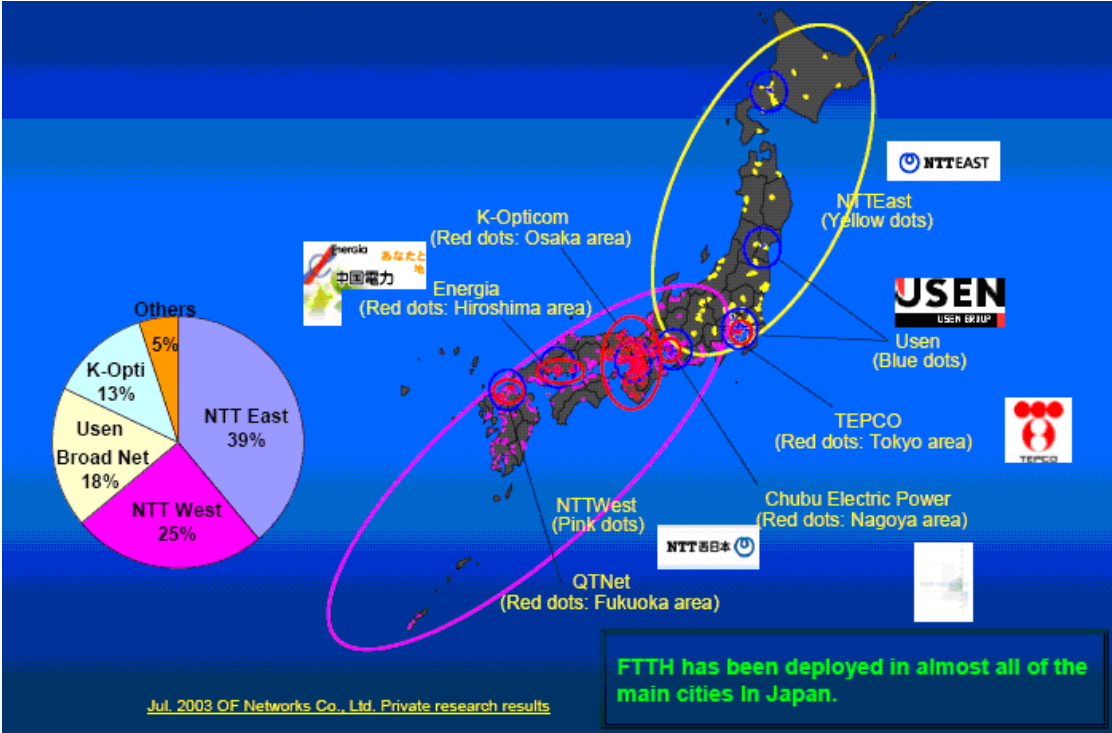 NTT EAST
NTTEast
(Yellow dots)
K-Opticom
(Red dots: Osaka area)
Energia
あなたと
地
中国電力
Energia
(Red dots: Hiroshima area)
USEN
USEN GROUP
Usen
(Blue dots)
Others
5%
K-Opti
13%
NTT East
39%
Usen
Broad Net
18%
NTT West
25%
TEPCO
(Red dots: Tokyo area)
TEPCO
Chubu Electric Power
(Red dots: Nagoya area)
NTTWest
(Pink dots)
NTT西日本
QTNet
(Red dots: Fukuoka area)
FTTH has been deployed in almost all of the
main cities In Japan.
Jul. 2003 OF Networks Co., Ltd. Private research results